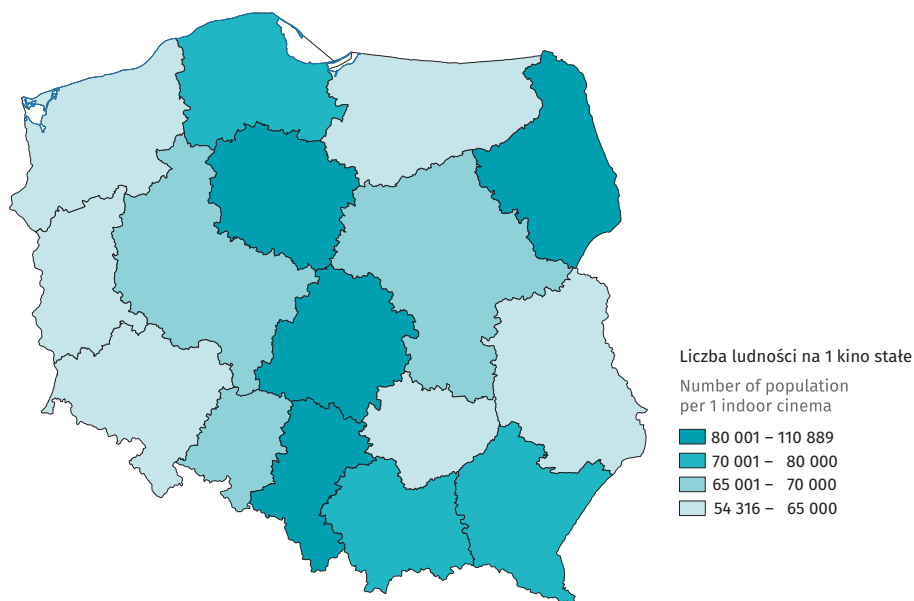 Liczba ludności na 1 kino stałe
Number of population
per 1 indoor cinema
80 001 – 110 889
70 001 – 80 000
65 001 – 70 000
54 316 – 65 000